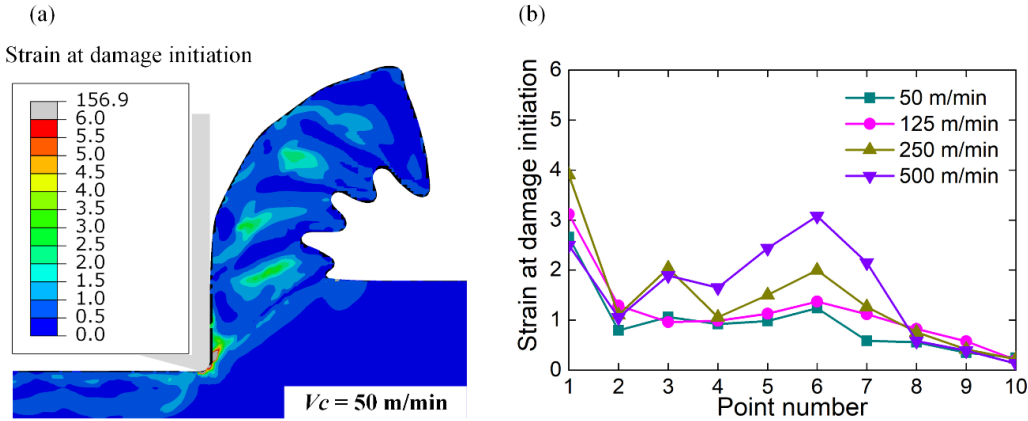 (a)
Strain at damage initiation
156.9
6.0
5.5
5.0
4.5
4.0
3.5
3.0
2.5
2.0
1.5
1.0
0.5
0.0
Vc = 50 m/min
(b)
Strain at damage initiation
6
5
4
3
2
1
0
50 m/min
125 m/min
250 m/min
500 m/min
1 2 3 4 5 6 7 8 9 10
Point number